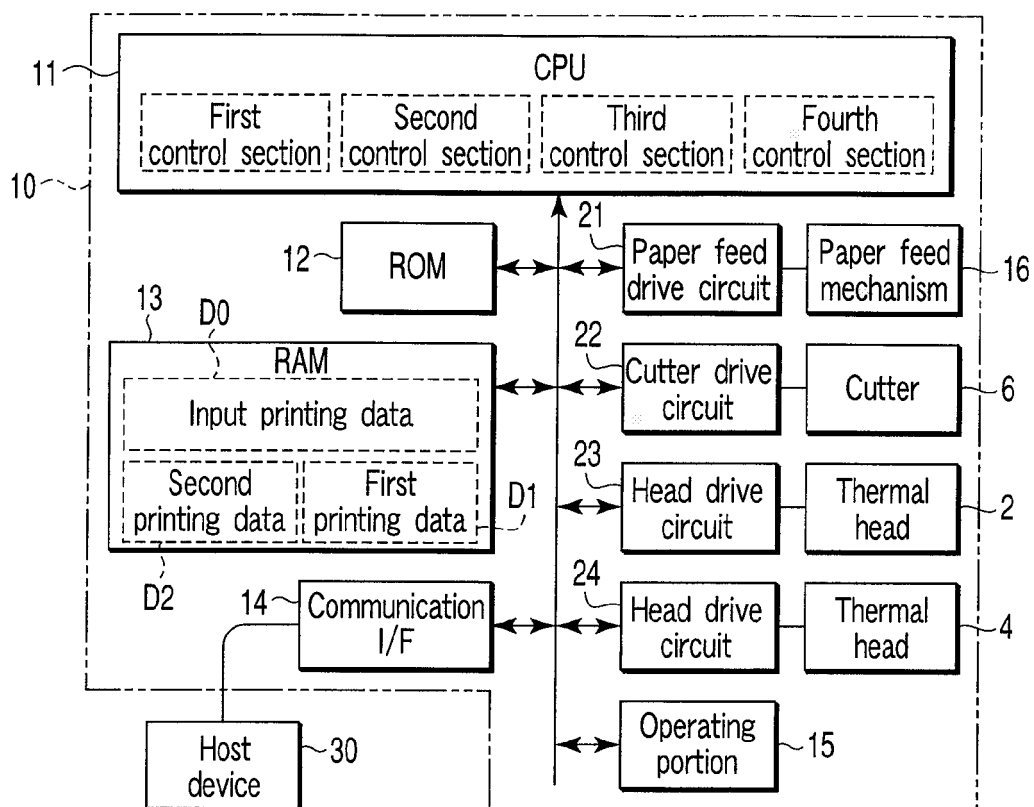 11
CPU
First
control section
Second
control section
Third
control section
Fourth
control section
10
12
ROM
21
Paper feed
drive circuit
Paper feed
mechanism
16
13
D0
RAM
Input printing data
Second
printing data
First
printing data
D1
D2
22
Cutter drive
circuit
Cutter
6
23
Head drive
circuit
Thermal
head
2
14
Communication
I/F
24
Head drive
circuit
Thermal
head
4
Host
device
30
Operating
portion
15